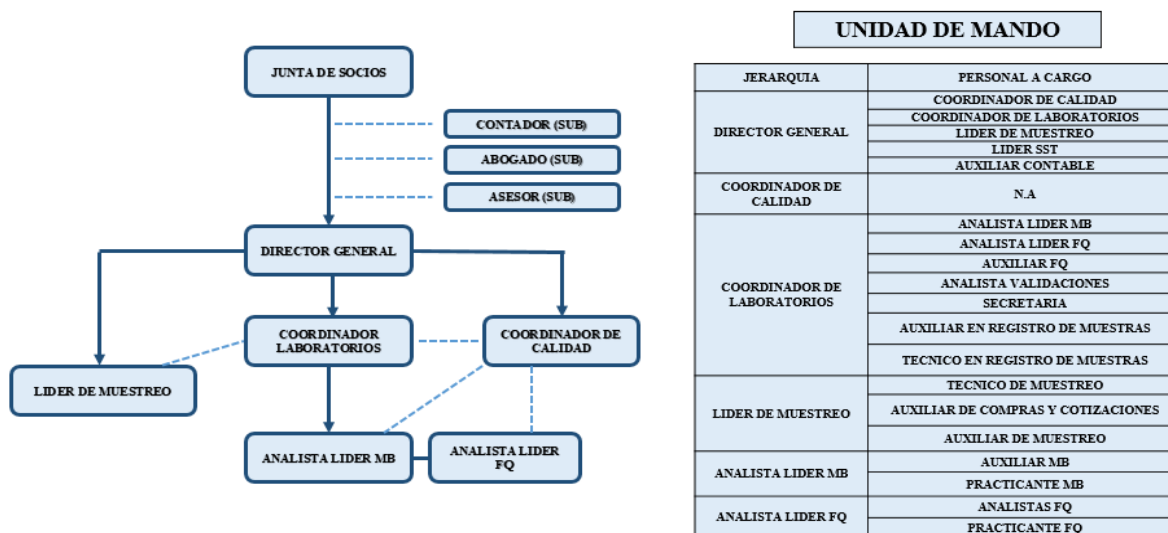 JUNTA DE SOCIOS
CONTADOR (SUB)
ABOGADO (SUB)
ASESOR (SUB)
DIRECTOR GENERAL
COORDINADOR
LABORATORIOS
COORDINADOR DE
CALIDAD
LIDER DE MUESTREO
ANALISTA LIDER MB
ANALISTA LIDER
FQ
UNIDAD DE MANDO
JERARQUIA
PERSONAL A CARGO
DIRECTOR GENERAL
COORDINADOR DE CALIDAD
COORDINADOR DE LABORATORIOS
LIDER DE MUESTREO
LIDER SST
AUXILIAR CONTABLE
COORDINADOR DE
CALIDAD
N.A
COORDINADOR DE
LABORATORIOS
ANALISTA LIDER MB
ANALISTA LIDER FQ
AUXILIAR FQ
ANALISTA VALIDACIONES
SECRETARIA
AUXILIAR EN REGISTRO DE MUESTRAS
TECNICO EN REGISTRO DE MUESTRAS
LIDER DE MUESTREO
TECNICO DE MUESTREO
AUXILIAR DE COMPRAS Y COTIZACIONES
AUXILIAR DE MUESTREO
ANALISTA LIDER MB
AUXILIAR MB
PRACTICANTE MB
ANALISTA LIDER FQ
ANALISTAS FQ
PRACTICANTE FQ